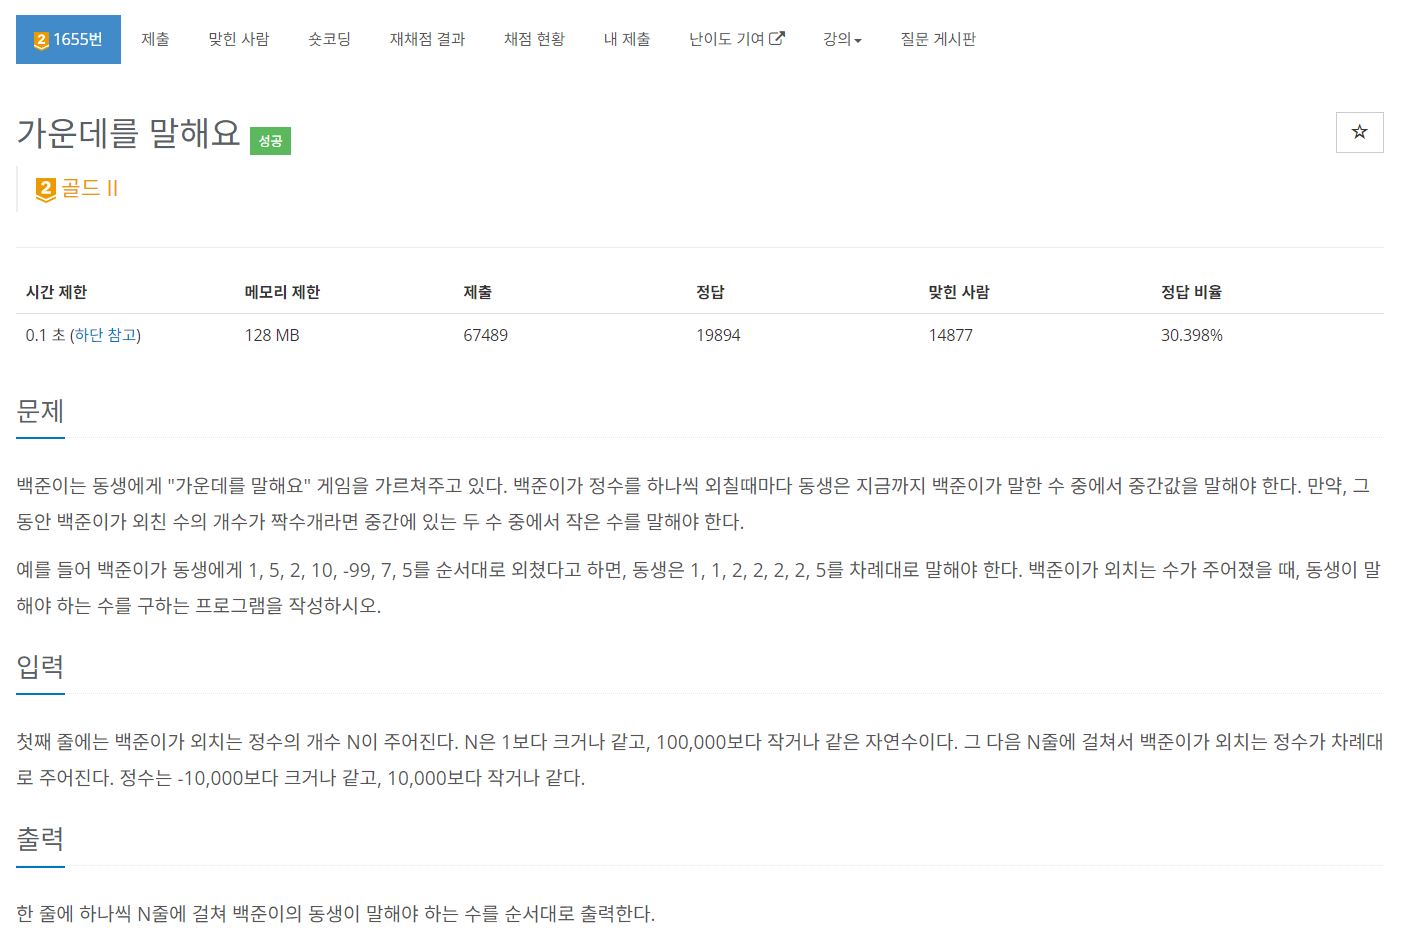 2 1655번 제출 맞힌 사람 숏코딩 재채점 결과 채점 현황 내 제출 난이도 기여 강의 질문 게시판
가운데를 말해요 성공
2 골드 II
시간 제한 메모리 제한 제출 정답 맞힌 사람 정답 비율
0.1 초 (하단 참고) 128 MB 67489 19894 14877 30.398%
문제
백준이는 동생에게 "가운데를 말해요" 게임을 가르쳐주고 있다. 백준이가 정수를 하나씩 외칠때마다 동생은 지금까지 백준이가 말한 수 중에서 중간값을 말해야 한다. 만약, 그
동안 백준이가 외친 수의 개수가 짝수개라면 중간에 있는 두 수 중에서 작은 수를 말해야 한다.
예를 들어 백준이가 동생에게 1, 5, 2, 10, -99, 7, 5를 순서대로 외쳤다고 하면, 동생은 1, 1, 2, 2, 2, 2, 5를 차례대로 말해야 한다. 백준이가 외치는 수가 주어졌을 때, 동생이 말
해야 하는 수를 구하는 프로그램을 작성하시오.
입력
첫째 줄에는 백준이가 외치는 정수의 개수 N이 주어진다. N은 1보다 크거나 같고, 100,000보다 작거나 같은 자연수이다. 그 다음 N줄에 걸쳐서 백준이가 외치는 정수가 차례대
로 주어진다. 정수는 -10,000보다 크거나 같고, 10,000보다 작거나 같다.
출력
한 줄에 하나씩 N줄에 걸쳐 백준이의 동생이 말해야 하는 수를 순서대로 출력한다.